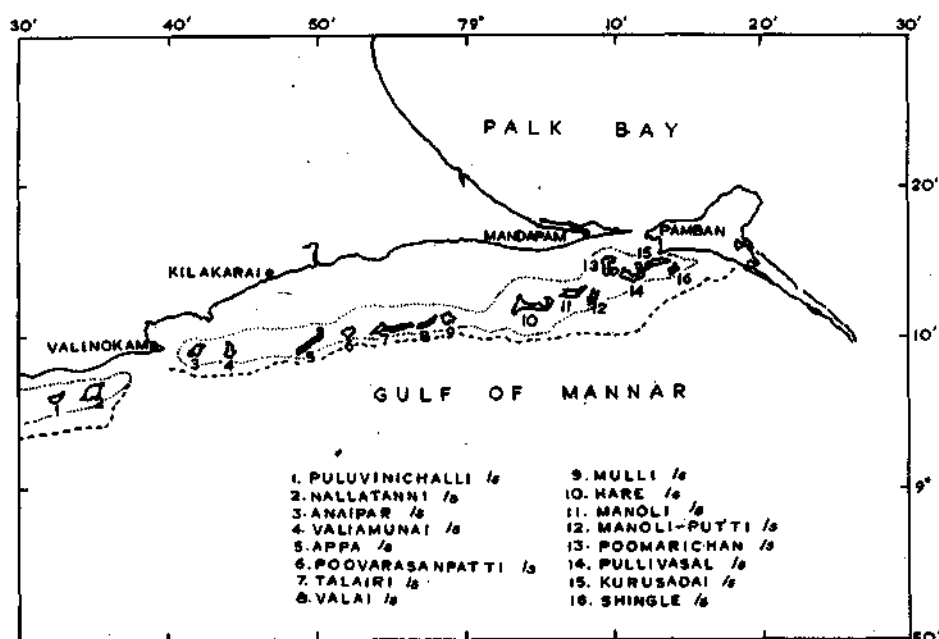 30' 40' 50' 79° 10' 20' 30'
PALK BAY
20'
MANDAPAM PAMBAN
15
KILAKARAI 13 14 16
11 12
10
VALINOKAM 10'
3 4 5 6 7 8 9
GULF OF MANNAR
1 2
1. PULUVINICHALLI Is
2. NALLATANNI Is
3. ANAIPAR Is
4. VALIAMUNAI Is
5. APPA Is
6. POOVARASANPATTI Is
7. TALAIRI Is
8. VALAI Is
9. MULLI Is
10. HARE Is
11. MANOLI Is
12. MANOLI-PUTTI Is
13. POOMARICHAN Is
14. PULLIVASAL Is
15. KURUSADAI Is
16. SHINGLE Is
9°
50'